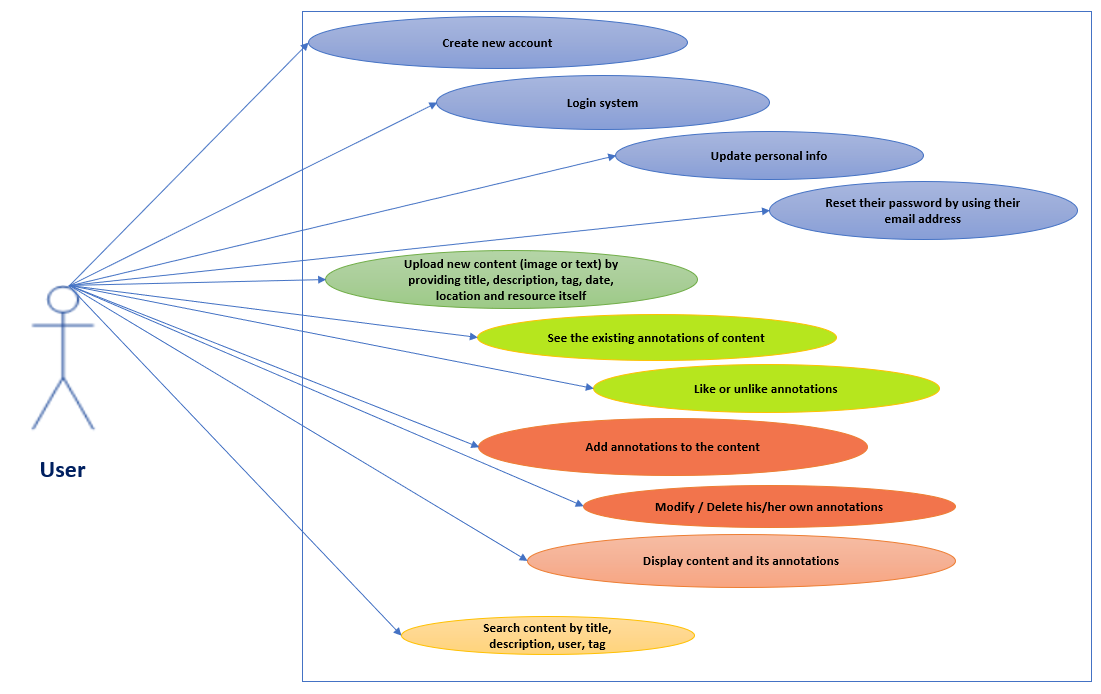 Create new account
Login system
Update personal info
Reset their password by using their
email address
Upload new content (image or text) by
providing title, description, tag, date,
location and resource itself
See the existing annotations of content
Like or unlike annotations
Add annotations to the content
User
Modify / Delete his/her own annotations
Display content and its annotations
Search content by title,
description, user, tag